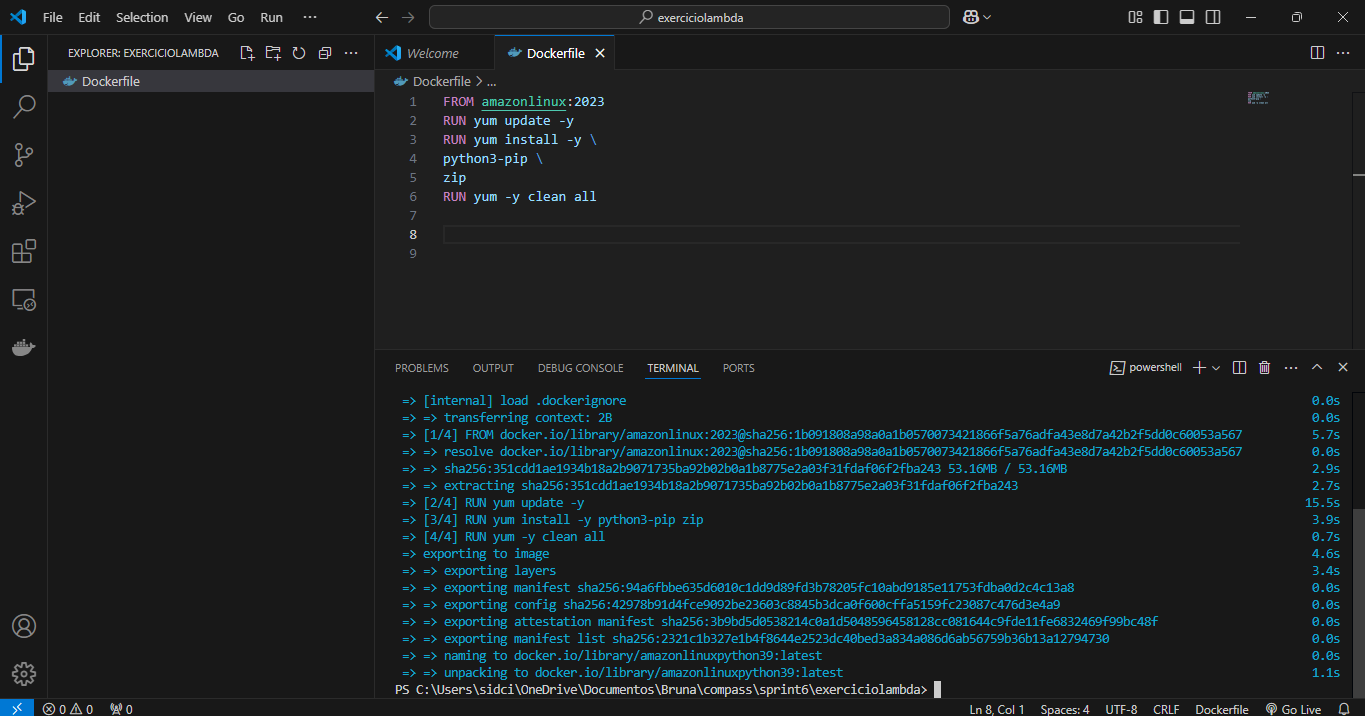 File Edit Selection View Go Run ···
exerciciolambda
EXPLORER: EXERCICIOLAMBDA
Dockerfile
Welcome
Dockerfile
Dockerfile > ...
1 FROM amazonlinux:2023
2 RUN yum update -y
3 RUN yum install -y \
4 python3-pip \
5 zip
6 RUN yum -y clean all
7
8
9
PROBLEMS OUTPUT DEBUG CONSOLE TERMINAL PORTS
powershell
=> [internal] load .dockerignore 0.0s
=> => transferring context: 2B 0.0s
=> [1/4] FROM docker.io/library/amazonlinux:2023@sha256:1b091808a98a0a1b0570073421866f5a76adfa43e8d7a42b2f5dd0c60053a567 5.7s
=> => resolve docker.io/library/amazonlinux:2023@sha256:1b091808a98a0a1b0570073421866f5a76adfa43e8d7a42b2f5dd0c60053a567 0.0s
=> => sha256:351cdd1ae1934b18a2b9071735ba92b02b0a1b8775e2a03f31fdaf06f2fba243 53.16MB / 53.16MB 2.9s
=> => extracting sha256:351cdd1ae1934b18a2b9071735ba92b02b0a1b8775e2a03f31fdaf06f2fba243 2.7s
=> [2/4] RUN yum update -y 15.5s
=> [3/4] RUN yum install -y python3-pip zip 3.9s
=> [4/4] RUN yum -y clean all 0.7s
=> exporting to image 4.6s
=> => exporting layers 3.4s
=> => exporting manifest sha256:94a6fbbe635d6010c1dd9d89fd3b78205fc10abd9185e11753fdba0d2c4c13a8 0.0s
=> => exporting config sha256:42978b91d4fce9092be23603c8845b3dca0f600cffa5159fc23087c476d3e4a9 0.0s
=> => exporting attestation manifest sha256:3b9bd5d0538214c0a1d5048596458128cc081644c9fde11fe6832469f99bc48f 0.0s
=> => exporting manifest list sha256:2321c1b327e1b4f8644e2523dc40bed3a834a086d6ab56759b36b13a12794730 0.0s
=> => naming to docker.io/library/amazonlinuxpython39:latest 0.0s
=> => unpacking to docker.io/library/amazonlinuxpython39:latest 1.1s
PS C:\Users\sidci\OneDrive\Documentos\Bruna\compass\sprint6\exerciciolambda>
0 0 0 Ln 8, Col 1 Spaces: 4 UTF-8 CRLF Dockerfile Go Live